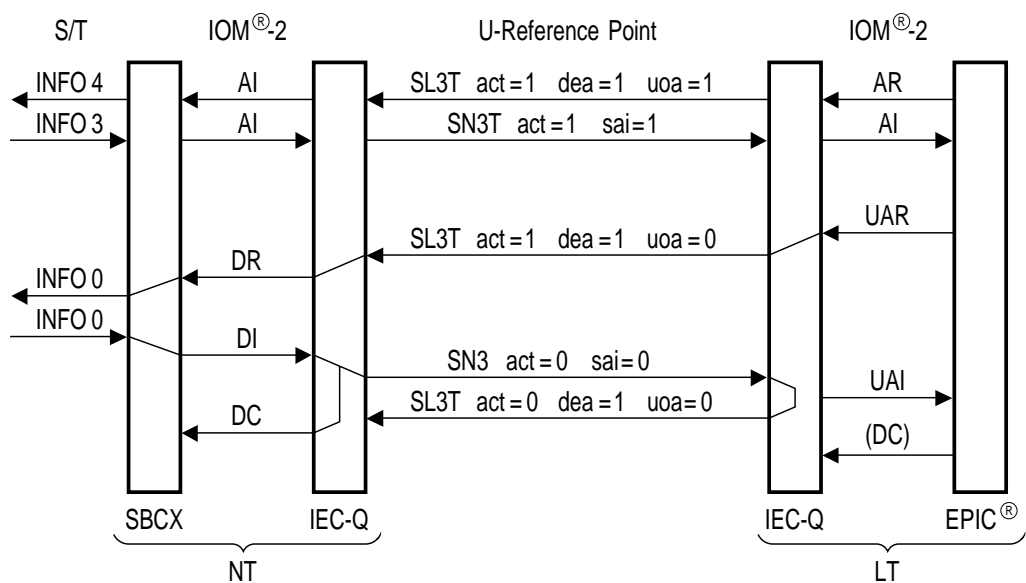 S/T IOM®-2 U-Reference Point IOM®-2
INFO 4 AI SL3T act=1 dea=1 uoa=1 AR
INFO 3 AI SN3T act=1 sai=1 AI
UAR
SL3T act=1 dea=1 uoa=0
DR
INFO 0
INFO 0
DI
SN3 act=0 sai=0
UAI
SL3T act=0 dea=1 uoa=0
DC
(DC)
SBCX IEC-Q IEC-Q EPIC®
NT LT